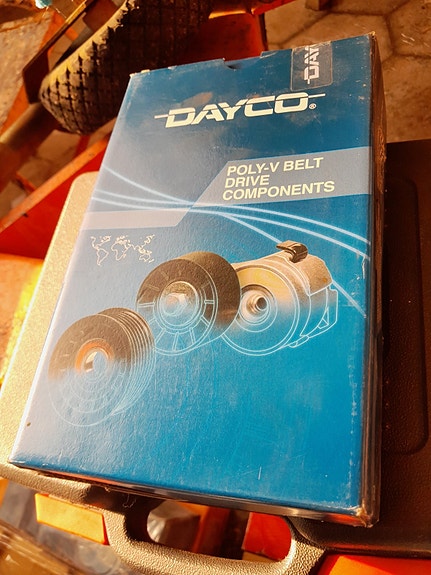 DAYCO®
POLY-V BELT
DRIVE
COMPONENTS